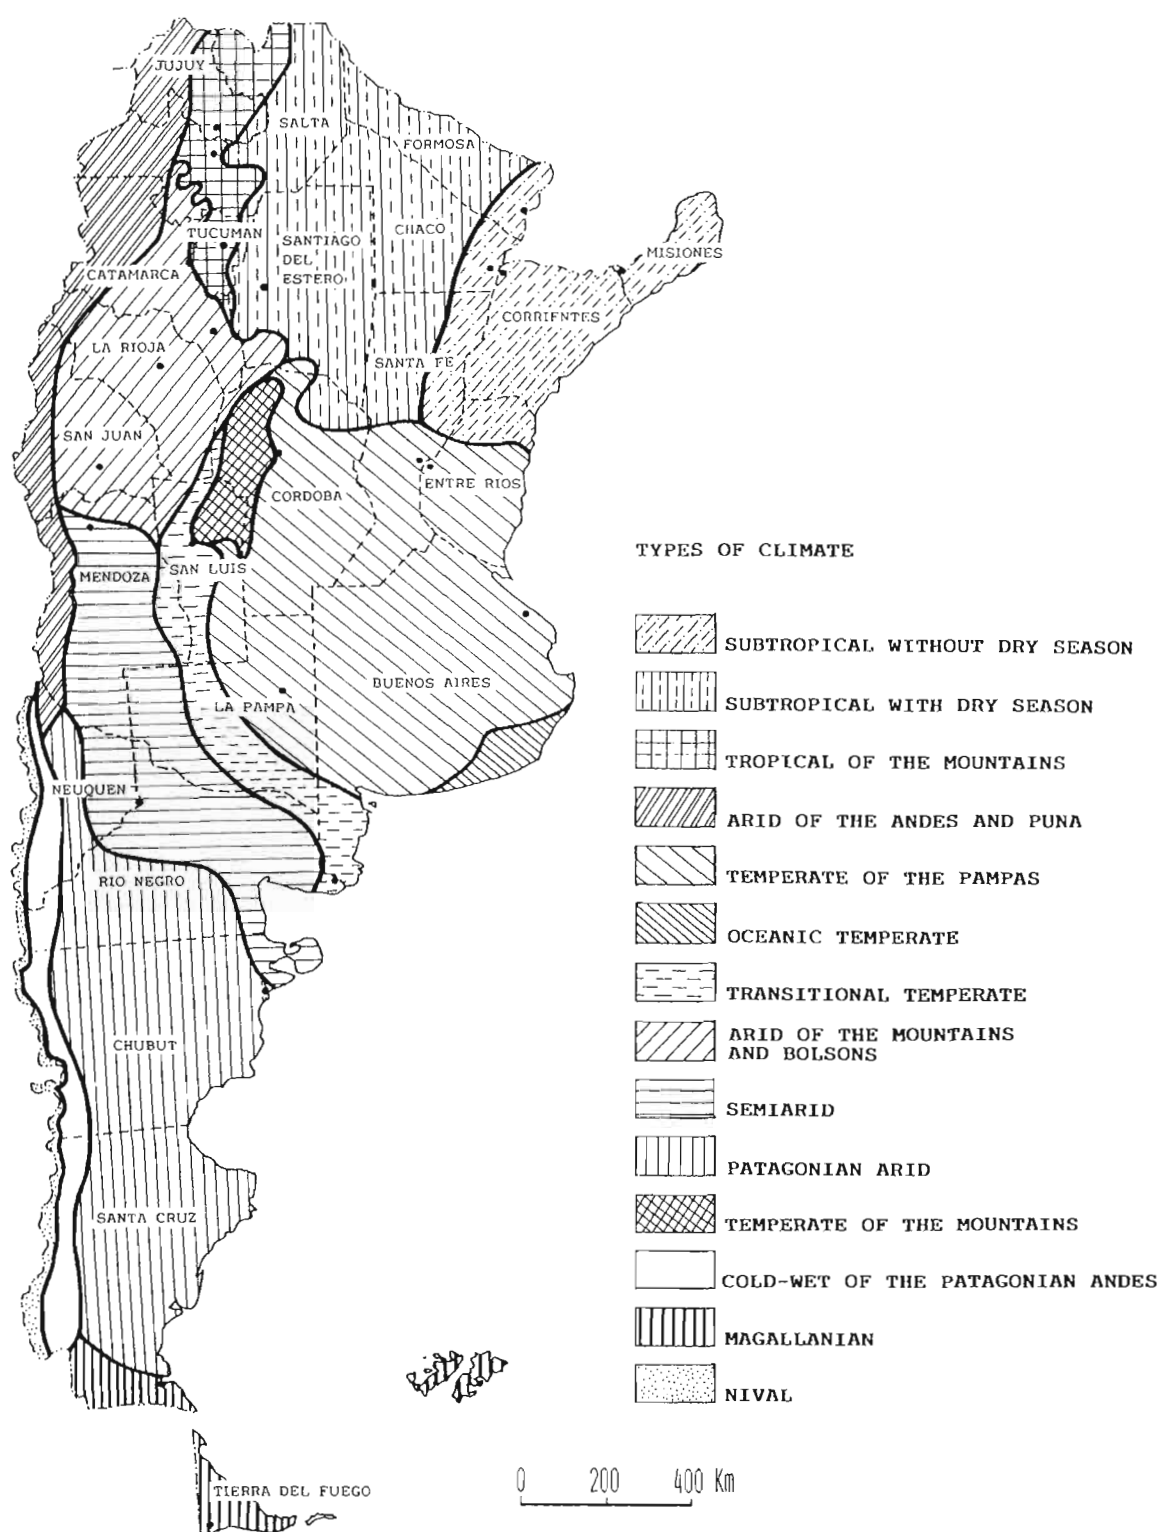 JUJUY
SALTA
FORMOSA
TUCUMAN
SANTIAGO
DEL
ESTERO
CHACO
MISIONES
CATAMARCA
CORRIENTES
LA RIOJA
SANTA FE
SAN JUAN
CORDOBA
ENTRE RIOS
MENDOZA
SAN LUIS
BUENOS AIRES
LA PAMPA
NEUQUEN
RIO NEGRO
CHUBUT
SANTA CRUZ
TIERRA DEL FUEGO
TYPES OF CLIMATE
SUBTROPICAL WITHOUT DRY SEASON
SUBTROPICAL WITH DRY SEASON
TROPICAL OF THE MOUNTAINS
ARID OF THE ANDES AND PUNA
TEMPERATE OF THE PAMPAS
OCEANIC TEMPERATE
TRANSITIONAL TEMPERATE
ARID OF THE MOUNTAINS
AND BOLSONS
SEMIARID
PATAGONIAN ARID
TEMPERATE OF THE MOUNTAINS
COLD-WET OF THE PATAGONIAN ANDES
MAGALLANIAN
NIVAL
0 200 400 Km